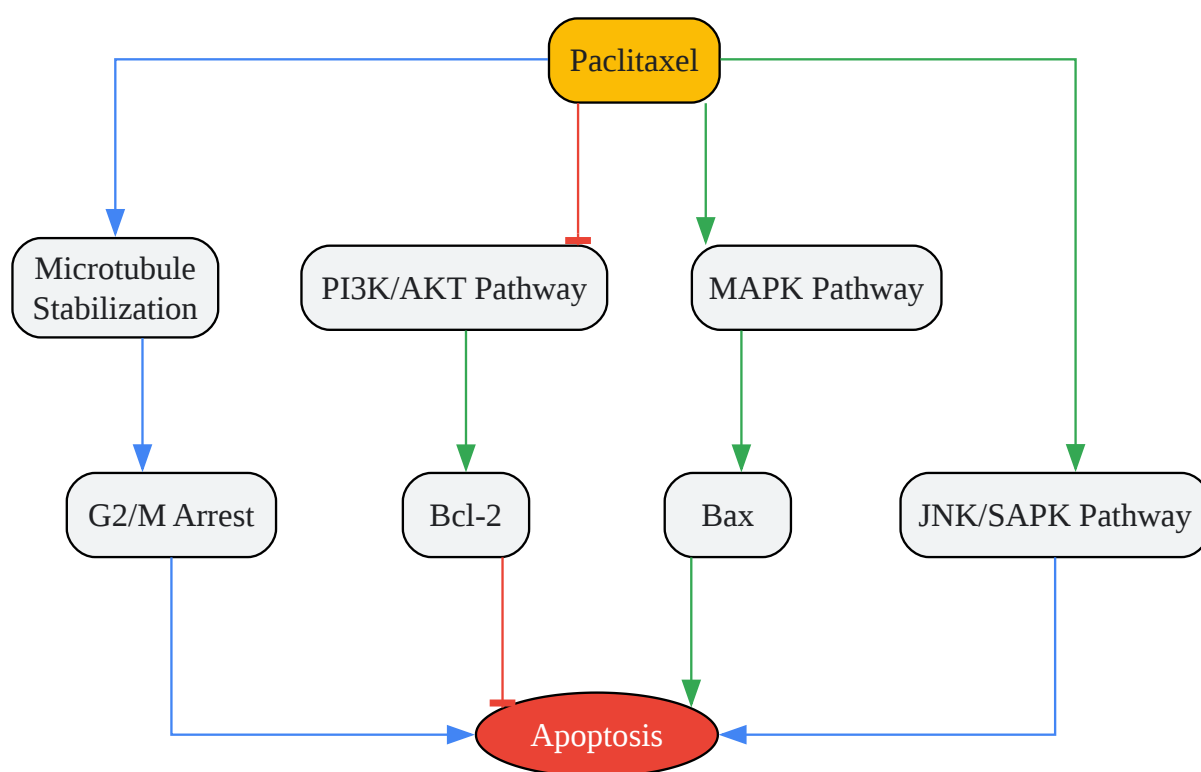 Paclitaxel
Microtubule
Stabilization
PI3K/AKT Pathway
MAPK Pathway
G2/M Arrest
Bcl-2
Bax
JNK/SAPK Pathway
Apoptosis